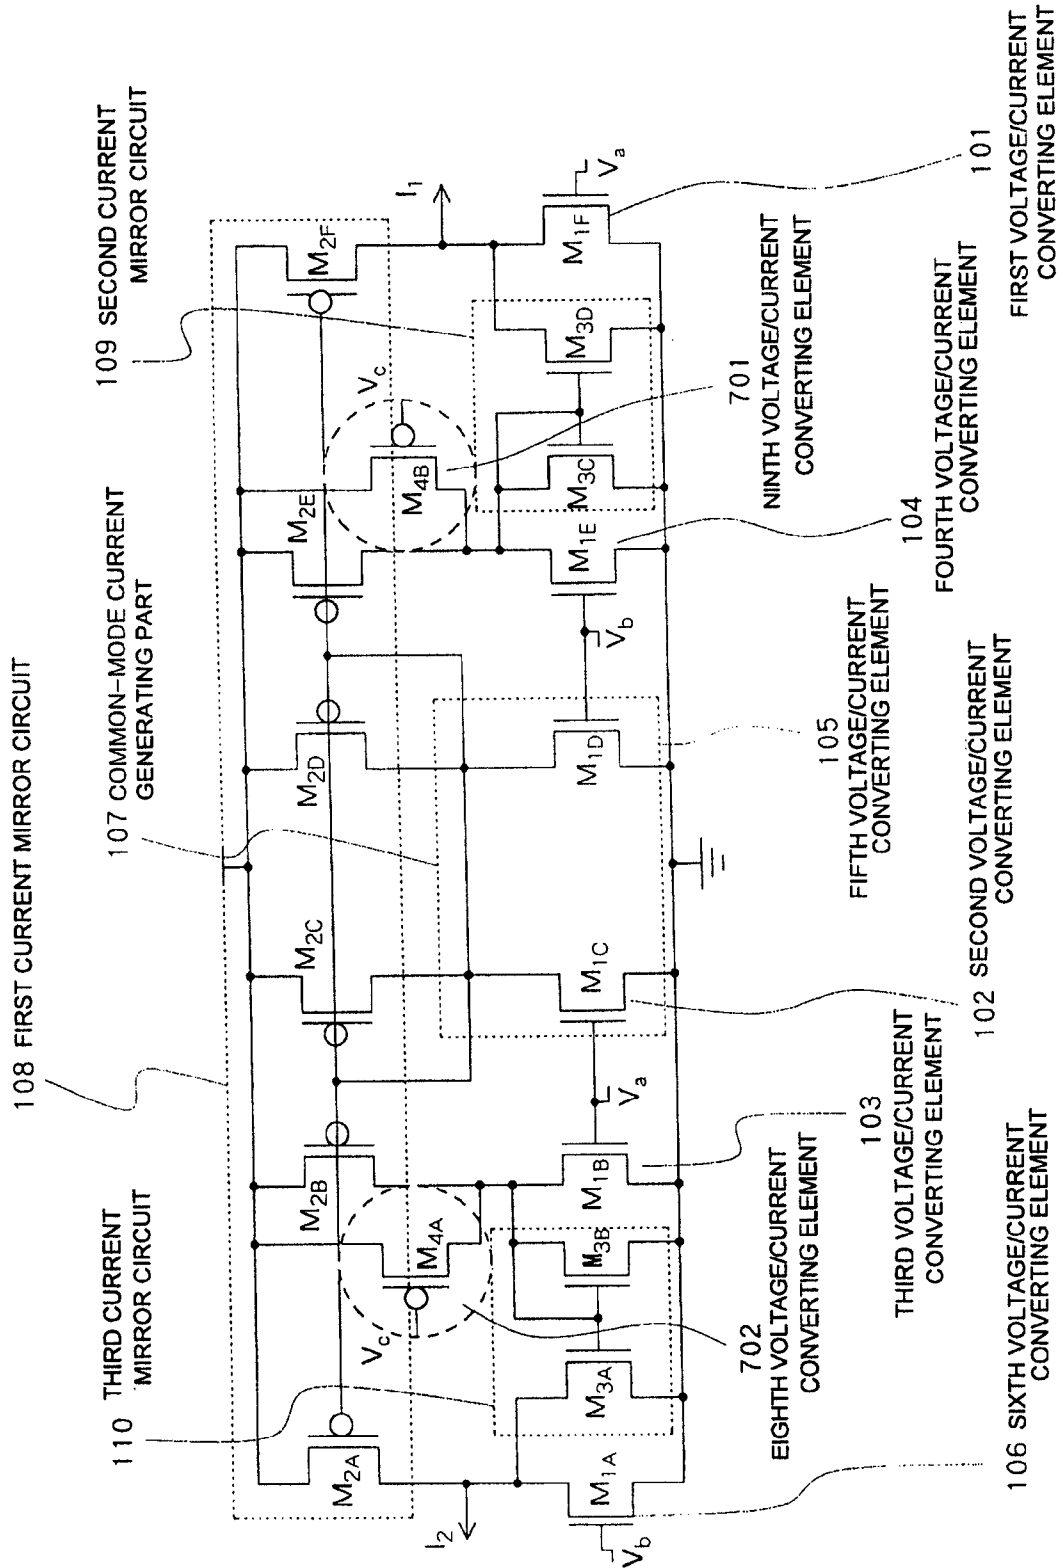 108 FIRST CURRENT MIRROR CIRCUIT
110 THIRD CURRENT
MIRROR CIRCUIT
107 COMMON-MODE CURRENT
GENERATING PART
109 SECOND CURRENT
MIRROR CIRCUIT
M2A
M2B
M2C
M2D
M2E
M2F
Vc
M4A
M4B
Vc
I2
I1
M1A
M3A
M3B
M1B
M1C
M1D
M1E
M3C
M3D
M1F
Vb
Va
Vb
Va
702
EIGHTH VOLTAGE/CURRENT
CONVERTING ELEMENT
701
NINTH VOLTAGE/CURRENT
CONVERTING ELEMENT
103
THIRD VOLTAGE/CURRENT
CONVERTING ELEMENT
105
FIFTH VOLTAGE/CURRENT
CONVERTING ELEMENT
104
FOURTH VOLTAGE/CURRENT
CONVERTING ELEMENT
106 SIXTH VOLTAGE/CURRENT
CONVERTING ELEMENT
102 SECOND VOLTAGE/CURRENT
CONVERTING ELEMENT
101
FIRST VOLTAGE/CURRENT
CONVERTING ELEMENT